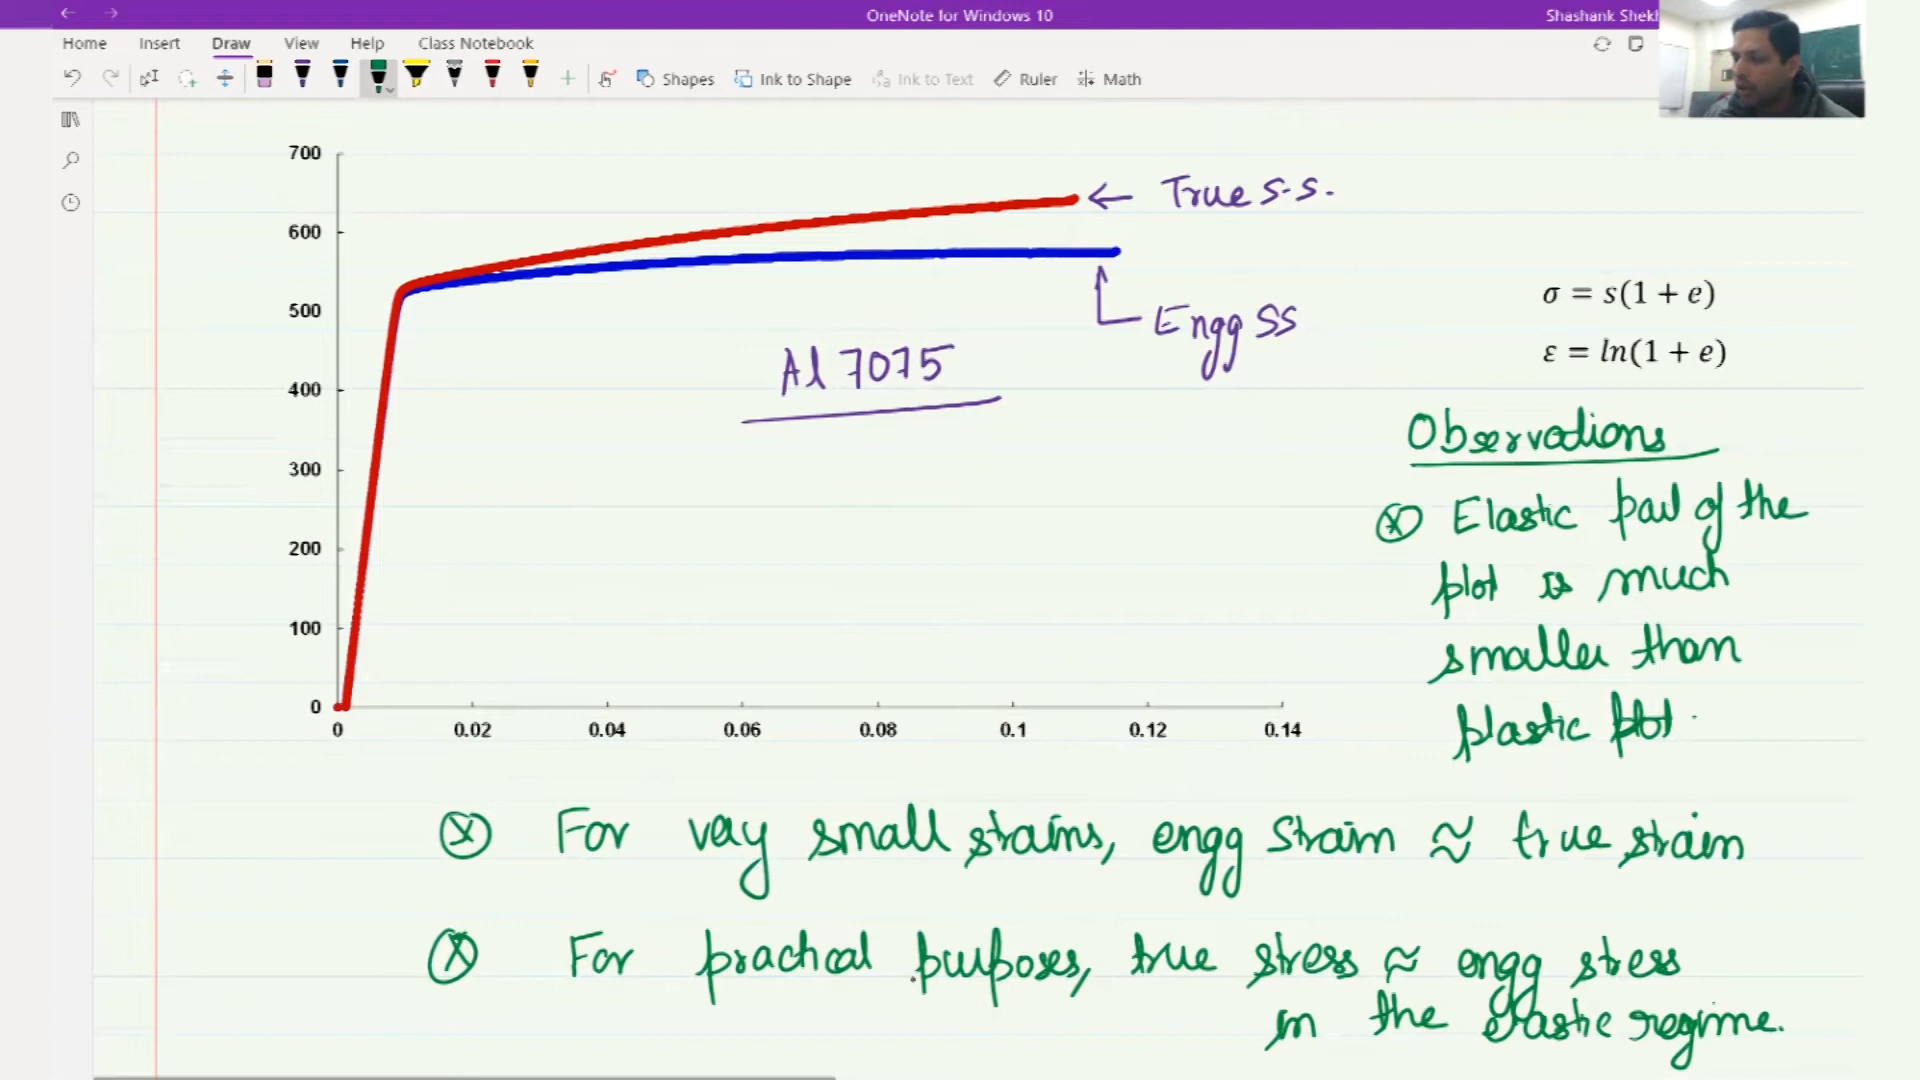 OneNote for Windows 10
Shashank Shekh
Home Insert Draw View Help Class Notebook
Shapes Ink to Shape Ink to Text Ruler Math
700
600
500
400
300
200
100
0
0 0.02 0.04 0.06 0.08 0.1 0.12 0.14
← True s-s.
Engg SS
Al 7075
σ = s(1 + e)
ε = ln(1 + e)
Observations
Elastic part of the
plot is much
smaller than
plastic plot.
For very small strains, engg strain ≈ true strain
For practical purposes, true stress ≈ engg stress
in the elastic regime.